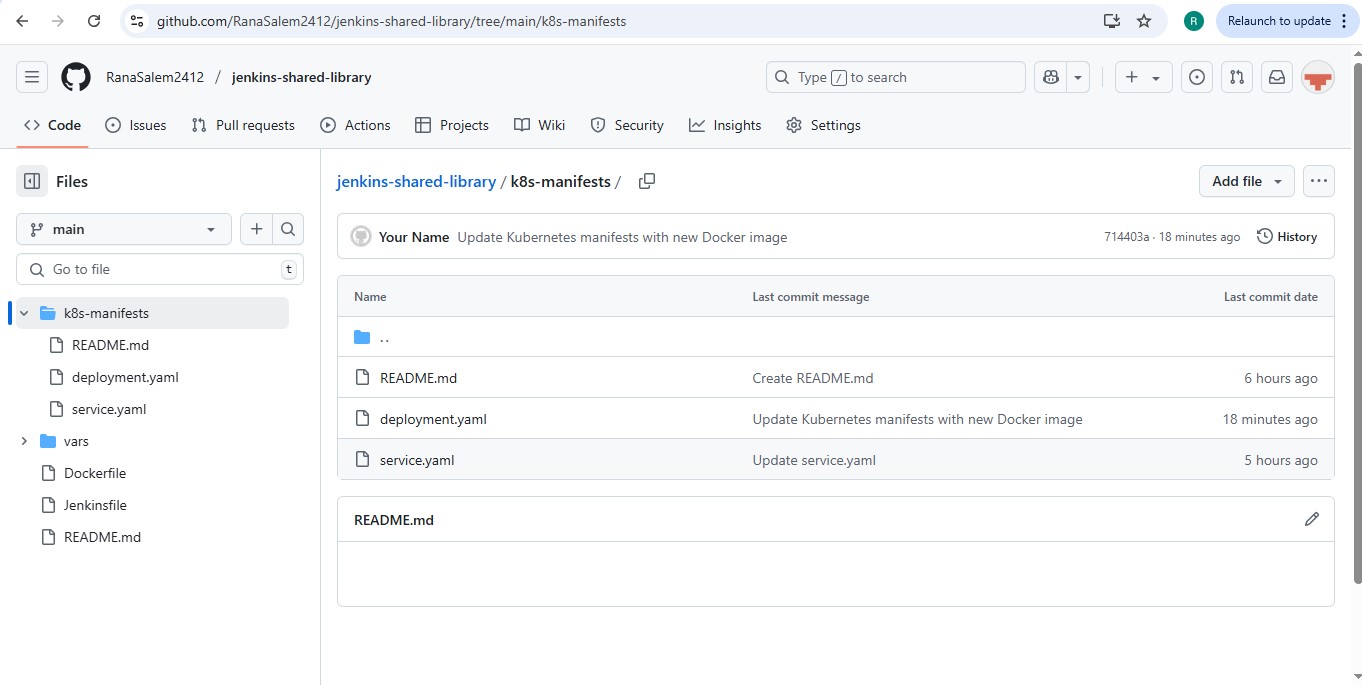 github.com/RanaSalem2412/jenkins-shared-library/tree/main/k8s-manifests
R
Relaunch to update
RanaSalem2412 / jenkins-shared-library
Type / to search
Code Issues Pull requests Actions Projects Wiki Security Insights Settings
Files
main
Go to file
t
k8s-manifests
README.md
deployment.yaml
service.yaml
vars
Dockerfile
Jenkinsfile
README.md
jenkins-shared-library / k8s-manifests /
Add file
Your Name Update Kubernetes manifests with new Docker image
714403a · 18 minutes ago
History
Name Last commit message Last commit date
..
README.md Create README.md 6 hours ago
deployment.yaml Update Kubernetes manifests with new Docker image 18 minutes ago
service.yaml Update service.yaml 5 hours ago
README.md